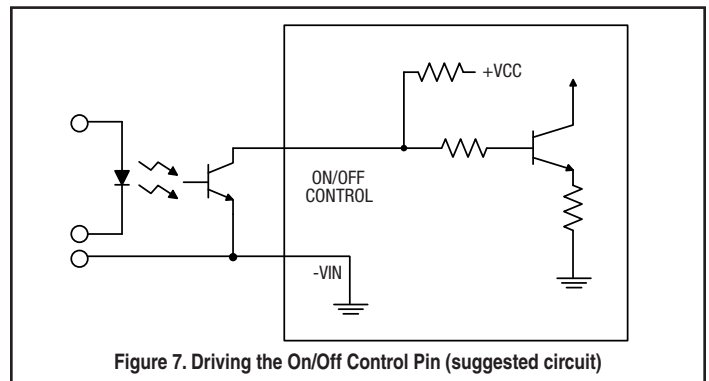 +VCC
ON/OFF
CONTROL
-VIN
Figure 7. Driving the On/Off Control Pin (suggested circuit)